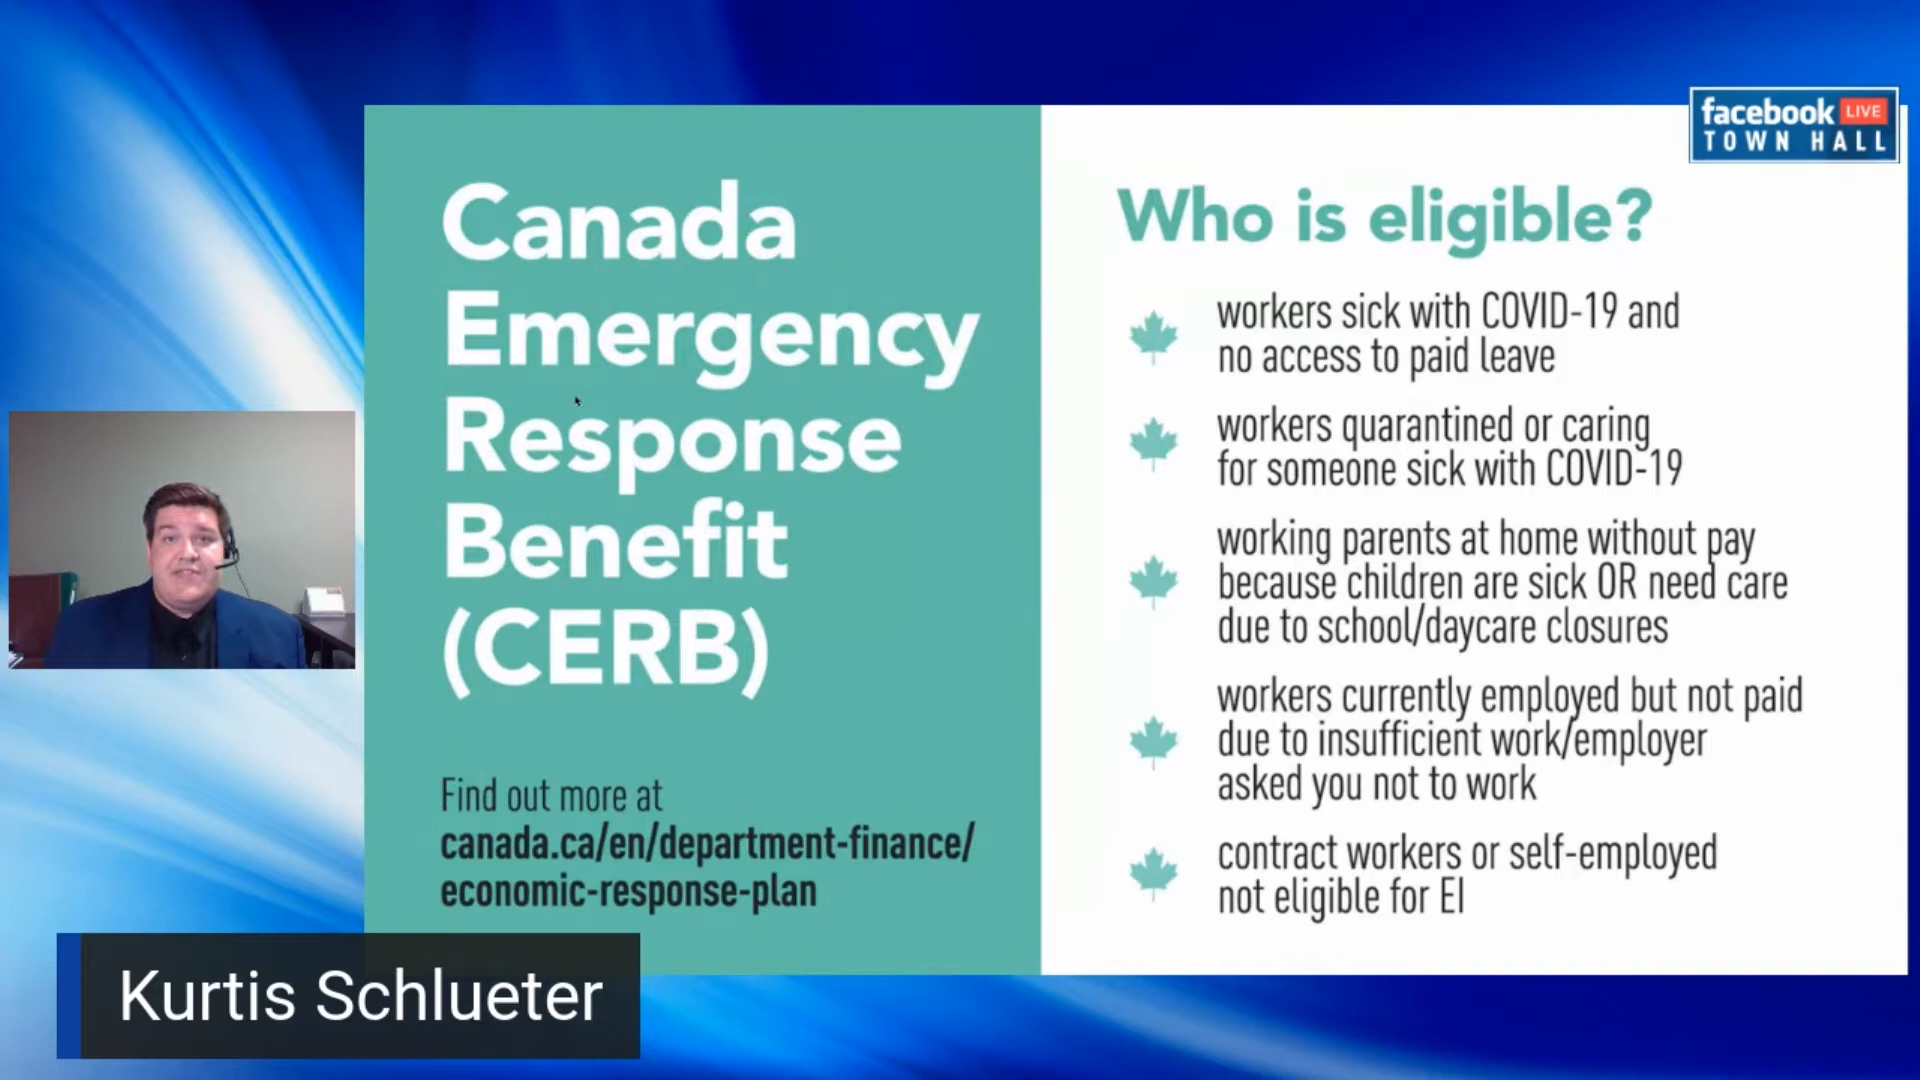 facebook LIVE
TOWN HALL
Canada
Emergency
Response
Benefit
(CERB)
Find out more at
canada.ca/en/department-finance/
economic-response-plan
Who is eligible?
workers sick with COVID-19 and
no access to paid leave
workers quarantined or caring
for someone sick with COVID-19
working parents at home without pay
because children are sick OR need care
due to school/daycare closures
workers currently employed but not paid
due to insufficient work/employer
asked you not to work
contract workers or self-employed
not eligible for EI
Kurtis Schlueter